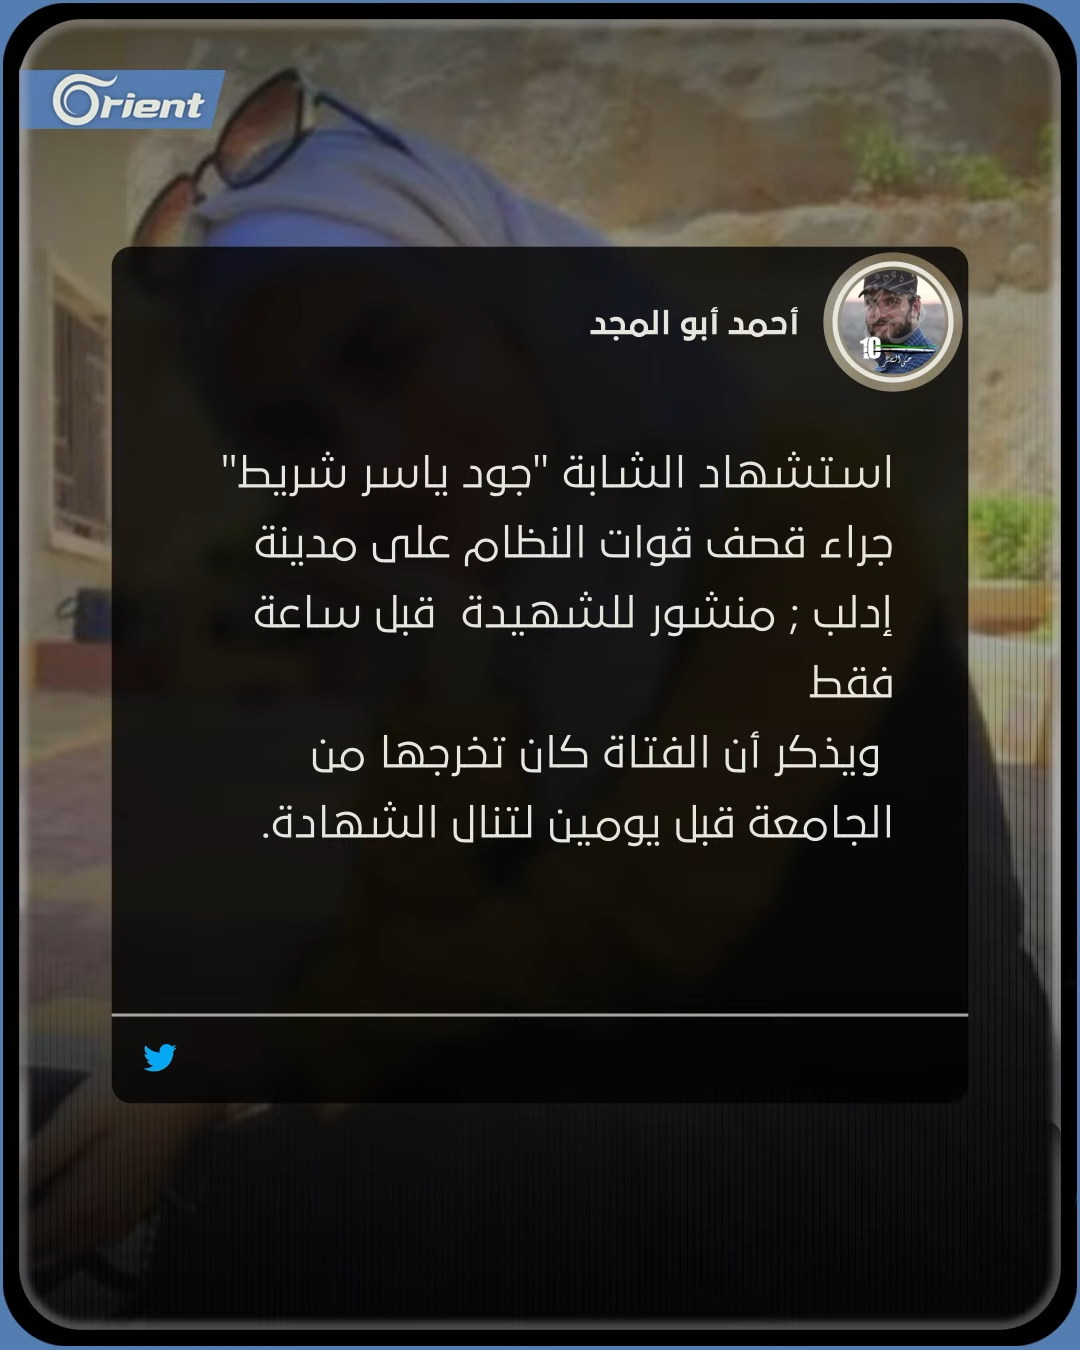 Orient
أحمد أبو المجد
استشهاد الشابة "جود ياسر شريط"
جراء قصف قوات النظام على مدينة
إدلب ; منشور للشهيدة  قبل ساعة
فقط
ويذكر أن الفتاة كان تخرجها من
الجامعة قبل يومين لتنال الشهادة.
10